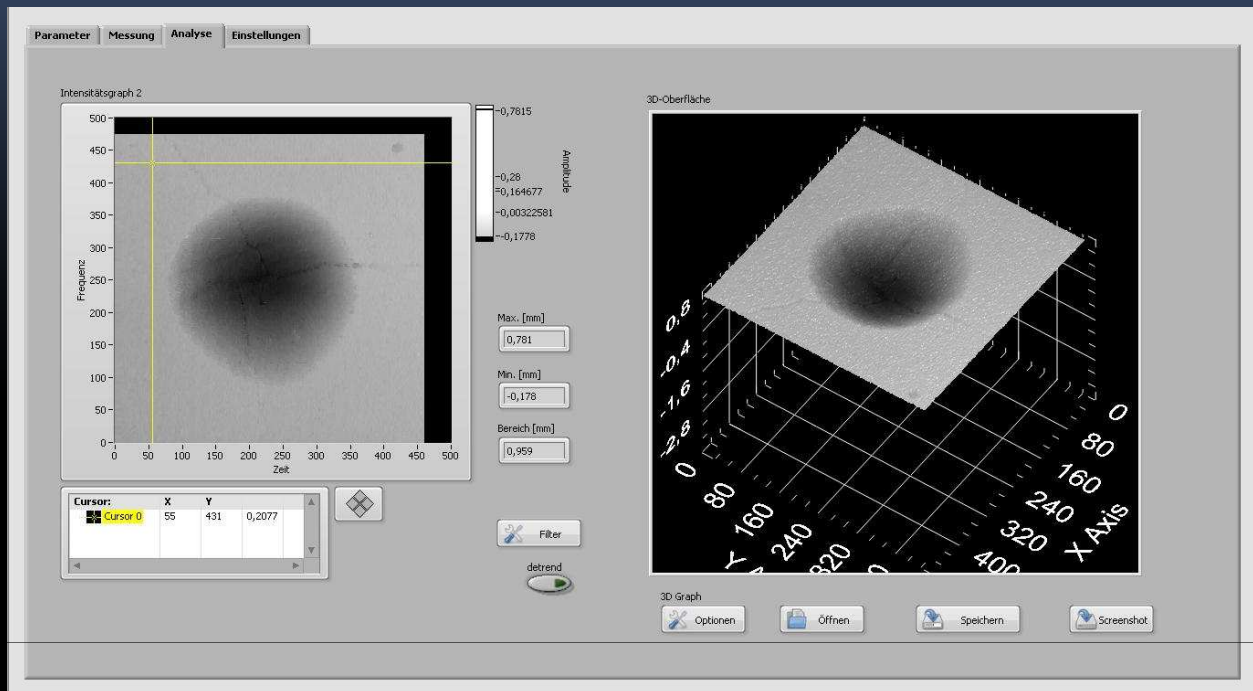 Parameter Messung Analyse Einstellungen
Intensitätsgraph 2
500
450
400
350
300
250
200
150
100
50
0
Frequenz
0 50 100 150 200 250 300 350 400 450 500
Zeit
0,7815
0,28
0,164677
0,00322581
-0,1778
Amplitude
Max. [mm]
0,781
Min. [mm]
-0,178
Bereich [mm]
0,959
Cursor: X Y
Cursor 0 55 431 0,2077
Filter
detrend
3D-Oberfläche
0,8
-0,4
-1,6
-2,8
0
80
160
240
320
Y
0
80
160
240
320
400
X Axis
3D Graph
Optionen Öffnen Speichern Screenshot